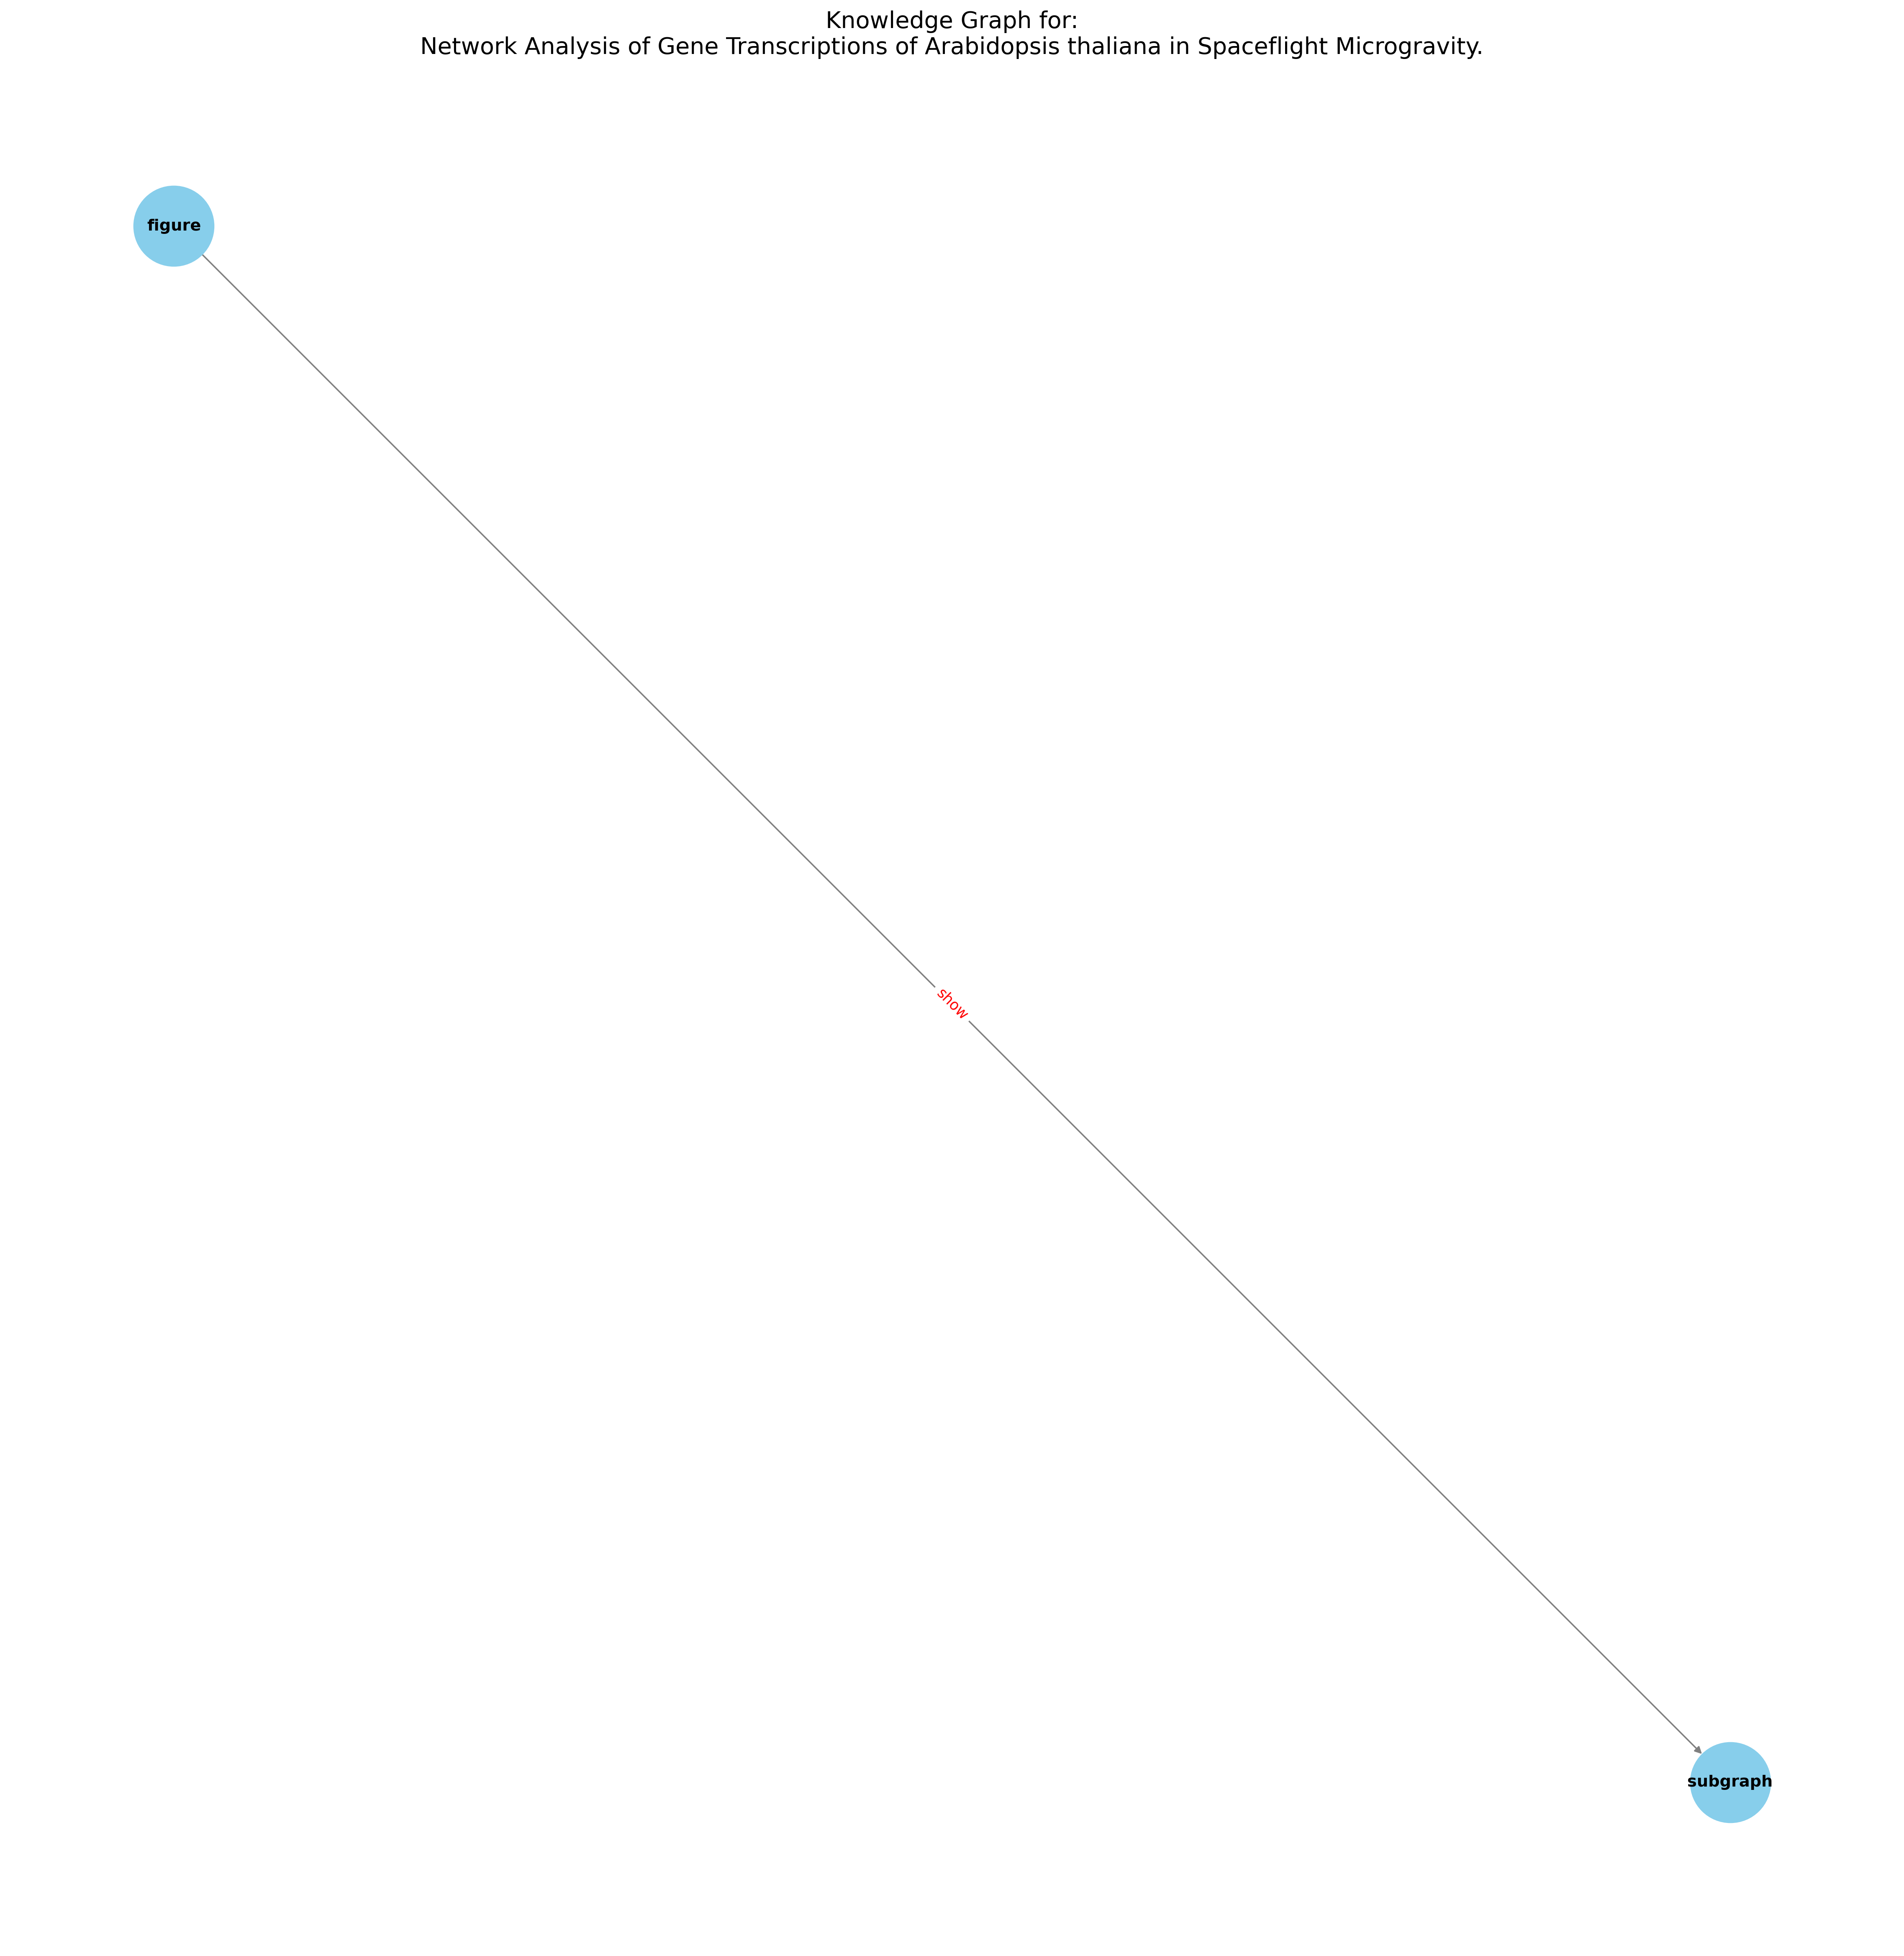 Knowledge Graph for:
Network Analysis of Gene Transcriptions of Arabidopsis thaliana in Spaceflight Microgravity.
figure
show
subgraph